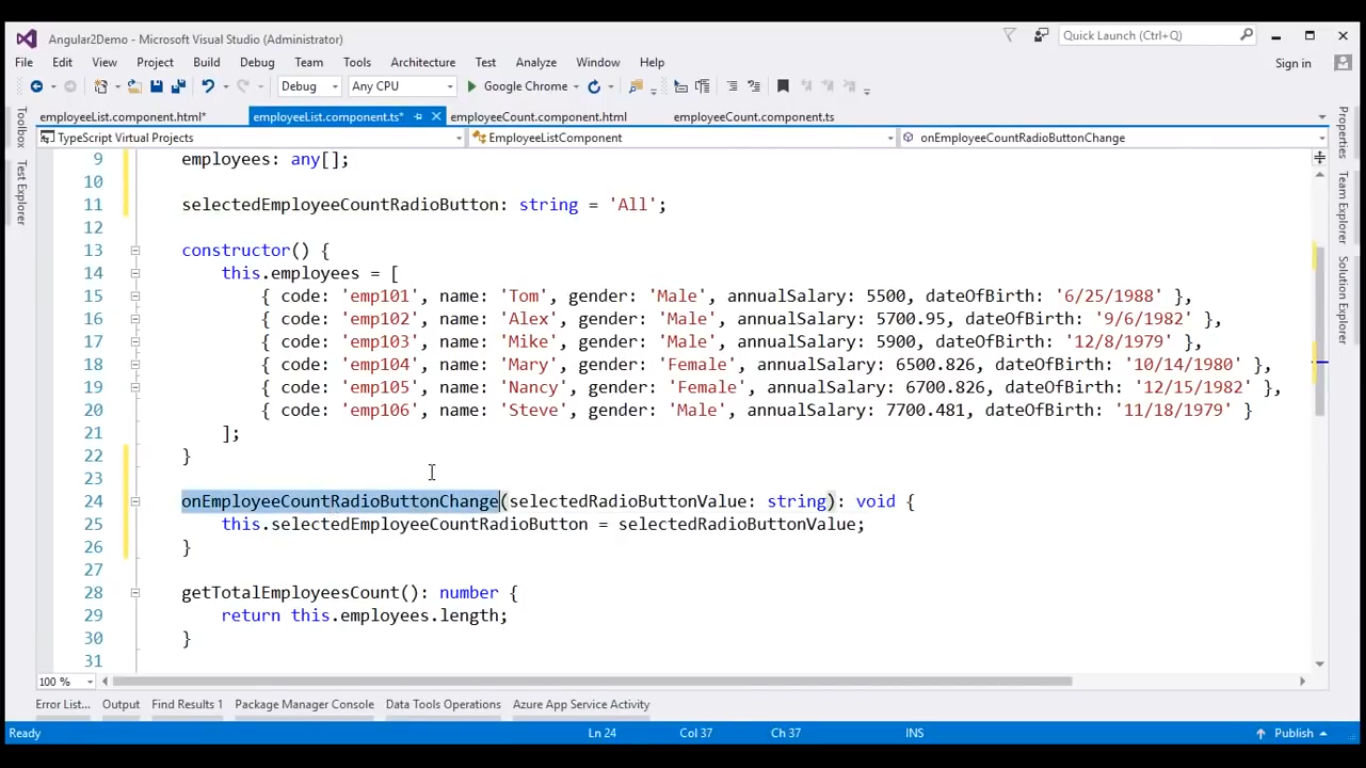 Angular2Demo - Microsoft Visual Studio (Administrator)
Quick Launch (Ctrl+Q)
File Edit View Project Build Debug Team Tools Architecture Test Analyze Window Help
Sign in
Debug Any CPU Google Chrome
employeeList.component.html* employeeList.component.ts* employeeCount.component.html employeeCount.component.ts
TypeScript Virtual Projects EmployeeListComponent onEmployeeCountRadioButtonChange
Toolbox
Test Explorer
9 employees: any[];
10
11 selectedEmployeeCountRadioButton: string = 'All';
12
13 constructor() {
14 this.employees = [
15 { code: 'emp101', name: 'Tom', gender: 'Male', annualSalary: 5500, dateOfBirth: '6/25/1988' },
16 { code: 'emp102', name: 'Alex', gender: 'Male', annualSalary: 5700.95, dateOfBirth: '9/6/1982' },
17 { code: 'emp103', name: 'Mike', gender: 'Male', annualSalary: 5900, dateOfBirth: '12/8/1979' },
18 { code: 'emp104', name: 'Mary', gender: 'Female', annualSalary: 6500.826, dateOfBirth: '10/14/1980' },
19 { code: 'emp105', name: 'Nancy', gender: 'Female', annualSalary: 6700.826, dateOfBirth: '12/15/1982' },
20 { code: 'emp106', name: 'Steve', gender: 'Male', annualSalary: 7700.481, dateOfBirth: '11/18/1979' }
21 ];
22 }
23
24 onEmployeeCountRadioButtonChange(selectedRadioButtonValue: string): void {
25 this.selectedEmployeeCountRadioButton = selectedRadioButtonValue;
26 }
27
28 getTotalEmployeesCount(): number {
29 return this.employees.length;
30 }
31
Properties
Team Explorer
Solution Explorer
100 %
Error List... Output Find Results 1 Package Manager Console Data Tools Operations Azure App Service Activity
Ready Ln 24 Col 37 Ch 37 INS Publish